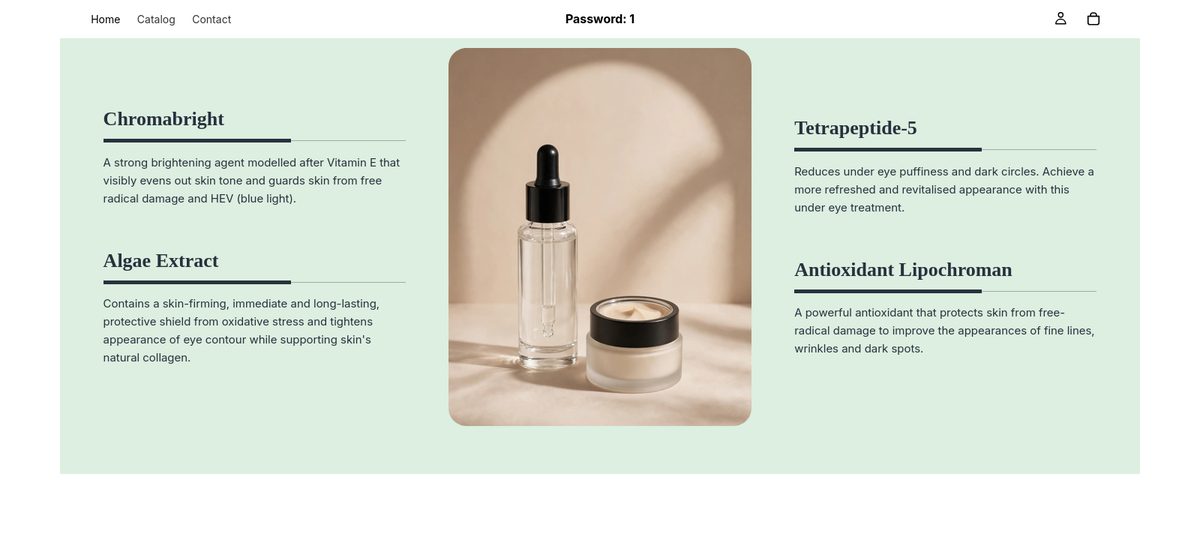 Home Catalog Contact Password: 1
Chromabright
A strong brightening agent modelled after Vitamin E that
visibly evens out skin tone and guards skin from free
radical damage and HEV (blue light).
Algae Extract
Contains a skin-firming, immediate and long-lasting,
protective shield from oxidative stress and tightens
appearance of eye contour while supporting skin's
natural collagen.
Tetrapeptide-5
Reduces under eye puffiness and dark circles. Achieve a
more refreshed and revitalised appearance with this
under eye treatment.
Antioxidant Lipochroman
A powerful antioxidant that protects skin from free-
radical damage to improve the appearances of fine lines,
wrinkles and dark spots.